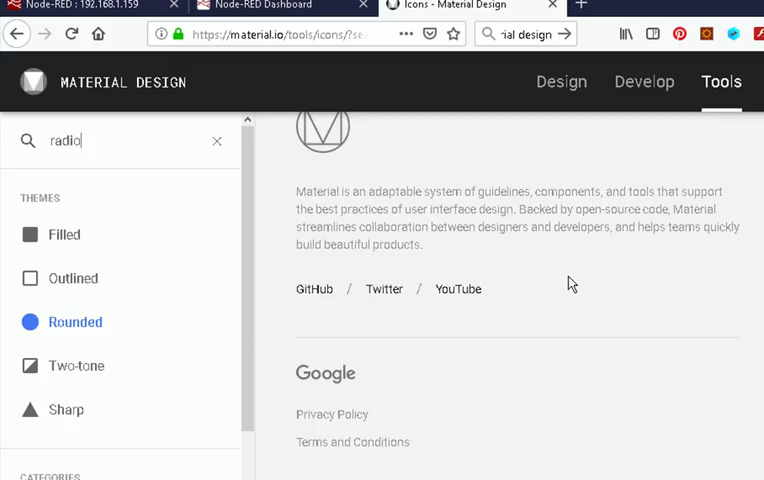 Node-RED : 192.168.1.159
Node-RED Dashboard
Icons - Material Design
https://material.io/tools/icons/?sea
ial design
MATERIAL DESIGN
Design
Develop
Tools
radio
THEMES
Filled
Outlined
Rounded
Two-tone
Sharp
CATEGORIES
Material is an adaptable system of guidelines, components, and tools that support
the best practices of user interface design. Backed by open-source code, Material
streamlines collaboration between designers and developers, and helps teams quickly
build beautiful products.
GitHub / Twitter / YouTube
Google
Privacy Policy
Terms and Conditions